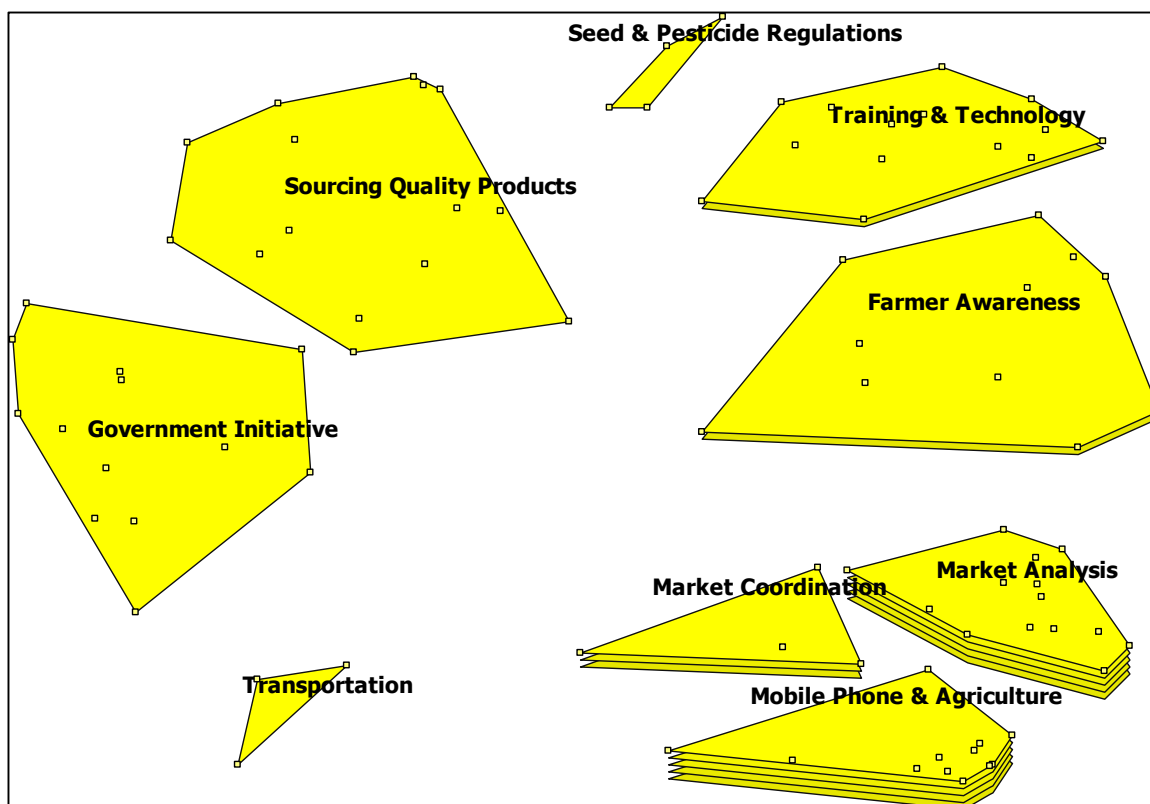 Seed & Pesticide Regulations
Training & Technology
Sourcing Quality Products
Farmer Awareness
Government Initiative
Market Analysis
Market Coordination
Transportation
Mobile Phone & Agriculture